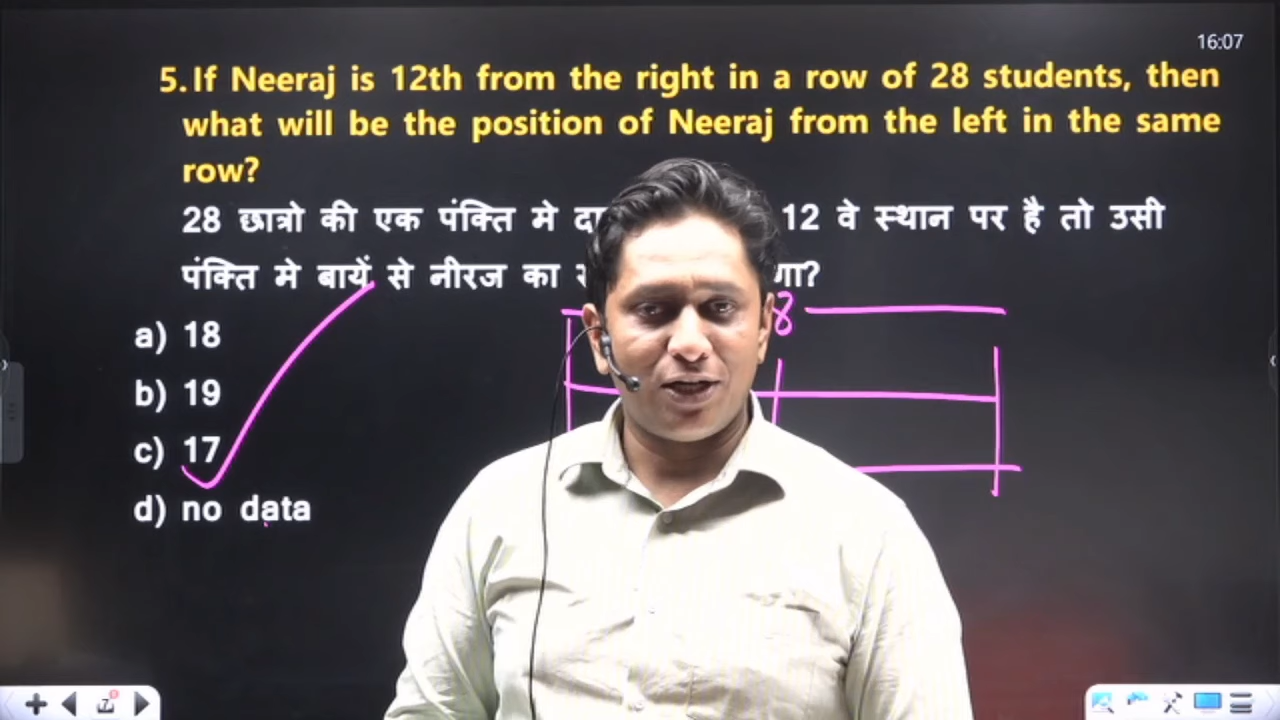 16:07
5. If Neeraj is 12th from the right in a row of 28 students, then
what will be the position of Neeraj from the left in the same
row?
28 छात्रो की एक पंक्ति मे 12 वे स्थान पर है तो उसी
पंक्ति मे बायें से नीरज का
8
a) 18
b) 19
c) 17
d) no data